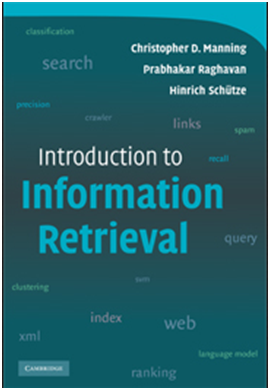 classification
Christopher D. Manning
search
Prabhakar Raghavan
Hinrich Schütze
precision
crawler
links
spam
Introduction to
recall
Information
Retrieval
query
svm
clustering
index
web
xml
language model
CAMBRIDGE
ranking